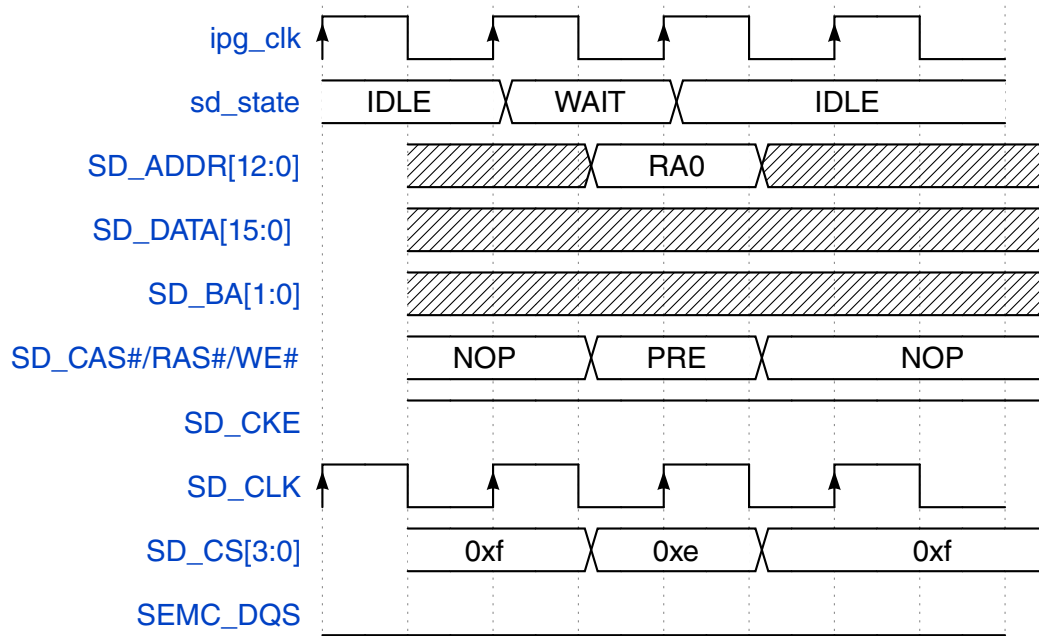 ipg_clk
sd_state IDLE WAIT IDLE
SD_ADDR[12:0] RA0
SD_DATA[15:0]
SD_BA[1:0]
SD_CAS#/RAS#/WE# NOP PRE NOP
SD_CKE
SD_CLK
SD_CS[3:0] 0xf 0xe 0xf
SEMC_DQS